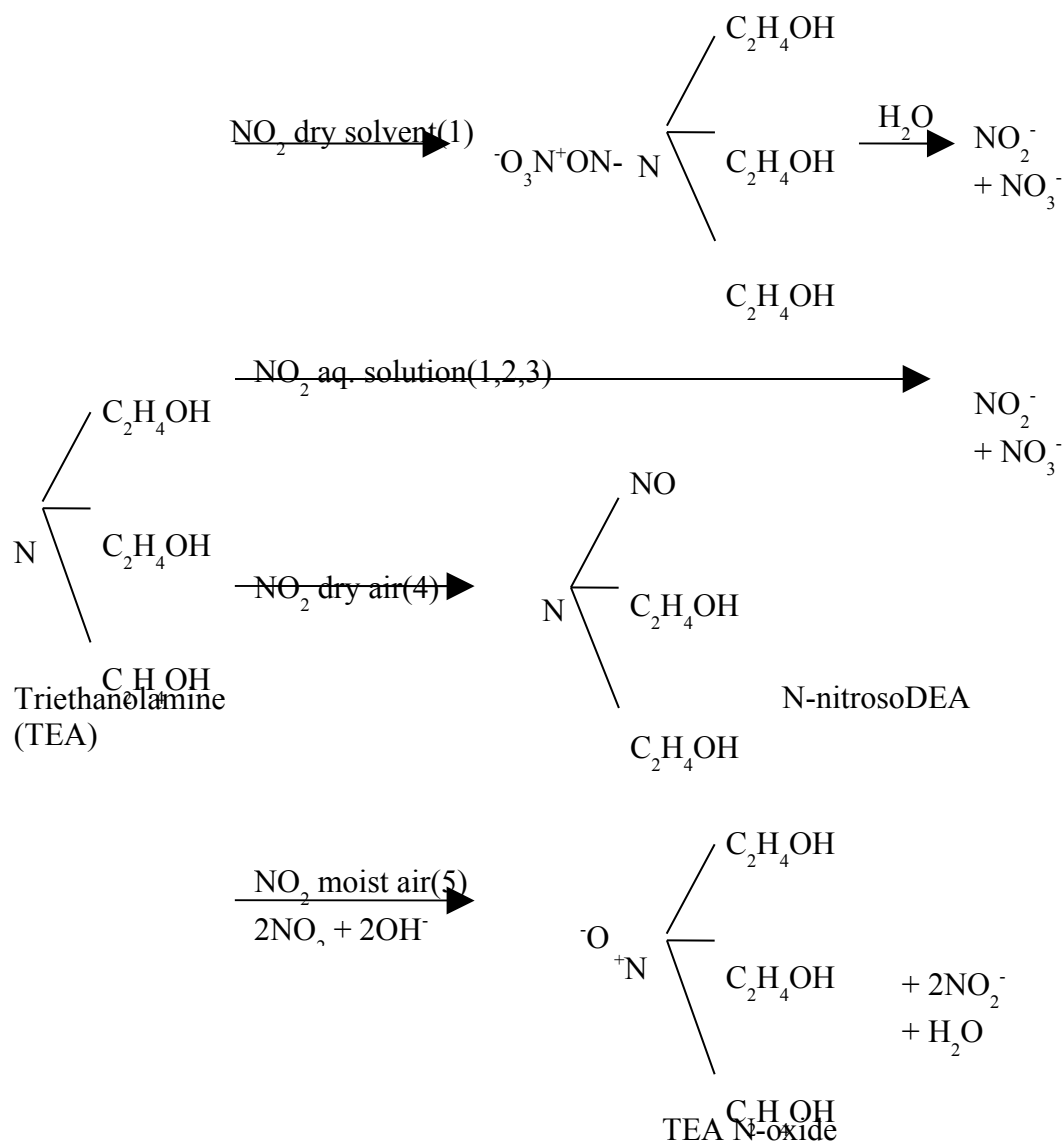 C₂H₄OH
NO₂ dry solvent(1)
H₂O
⁻O₃N⁺ON- N
C₂H₄OH
NO₂⁻
+ NO₃⁻
C₂H₄OH
NO₂ aq. solution(1,2,3)
NO₂⁻
+ NO₃⁻
C₂H₄OH
NO
N
C₂H₄OH
NO₂ dry air(4)
N
C₂H₄OH
C₂H₄OH
Triethanolamine
(TEA)
N-nitrosoDEA
C₂H₄OH
C₂H₄OH
NO₂ moist air(5)
2NO₂ + 2OH⁻
⁻O
⁺N
C₂H₄OH
+ 2NO₂⁻
+ H₂O
C₂H₄OH
TEA N-oxide